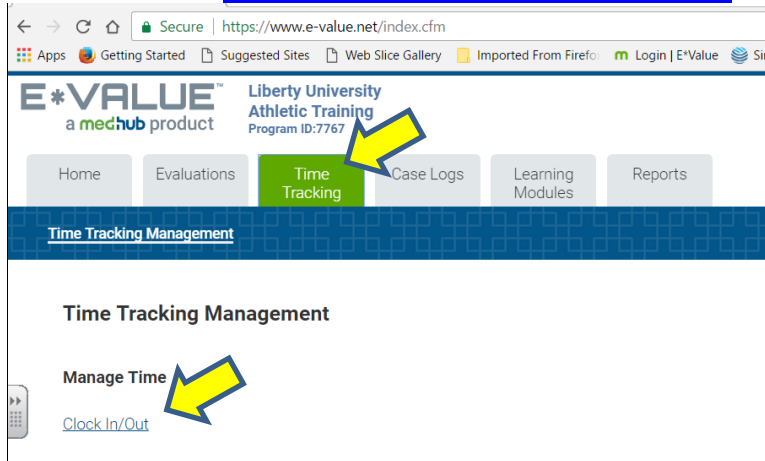 Secure | https://www.e-value.net/index.cfm
Apps Getting Started Suggested Sites Web Slice Gallery Imported From Firefo Login | E*Value Si
E*VALUE™
a medhub product
Liberty University
Athletic Training
Program ID:7767
Home Evaluations Time Tracking Case Logs Learning Modules Reports
Time Tracking Management
Time Tracking Management
Manage Time
Clock In/Out